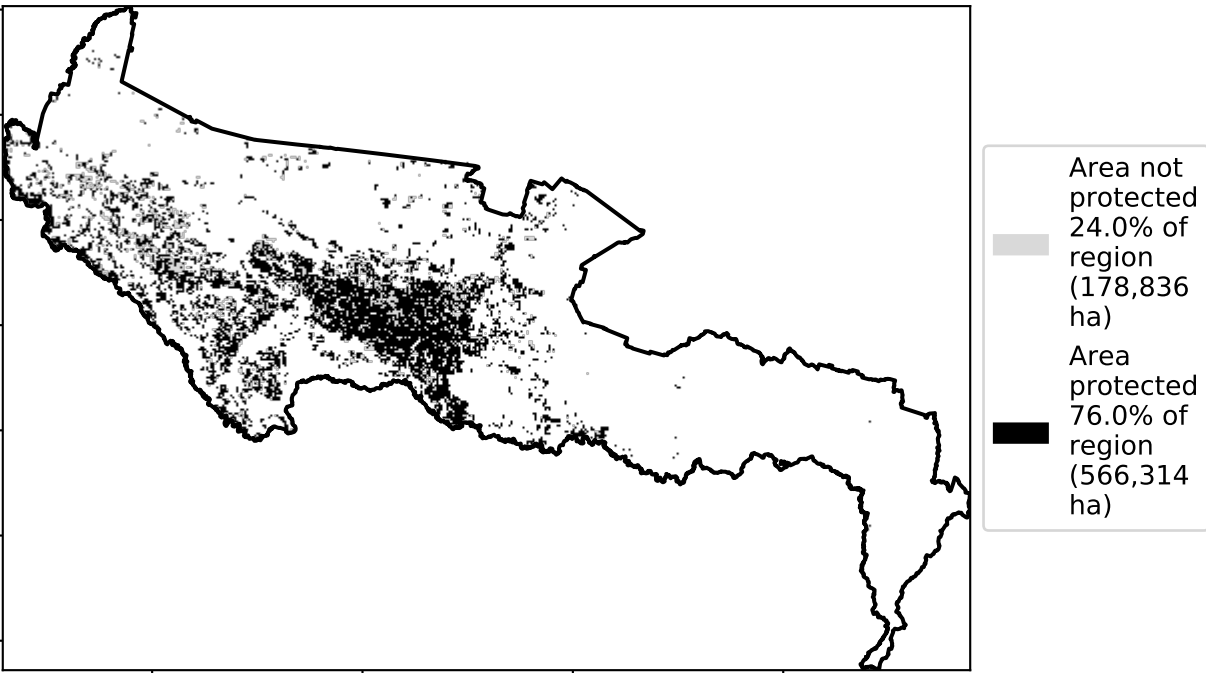 Area not
protected
24.0% of
region
(178,836
ha)
Area
protected
76.0% of
region
(566,314
ha)